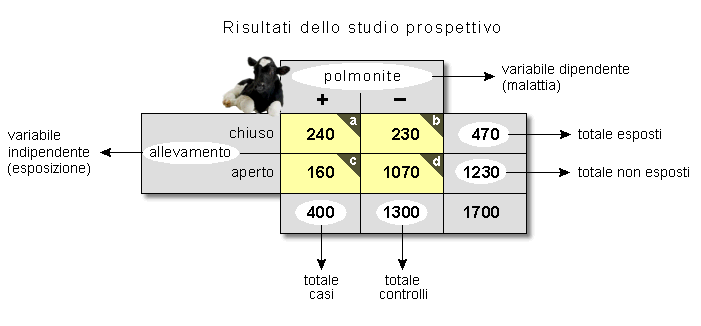 Risultati dello studio prospettivo
polmonite
variabile dipendente
(malattia)
+ −
variabile
indipendente
(esposizione)
allevamento
chiuso
240 a
230 b
470
totale esposti
aperto
160 c
1070 d
1230
totale non esposti
400
1300
1700
totale
casi
totale
controlli